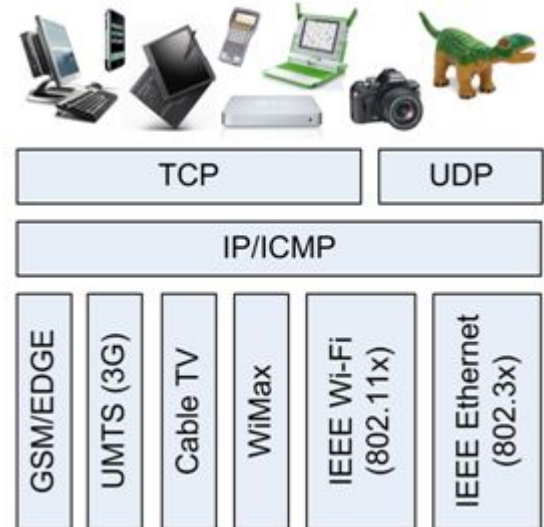 TCP
UDP
IP/ICMP
GSM/EDGE
UMTS (3G)
Cable TV
WiMax
IEEE Wi-Fi
(802.11x)
IEEE Ethernet
(802.3x)